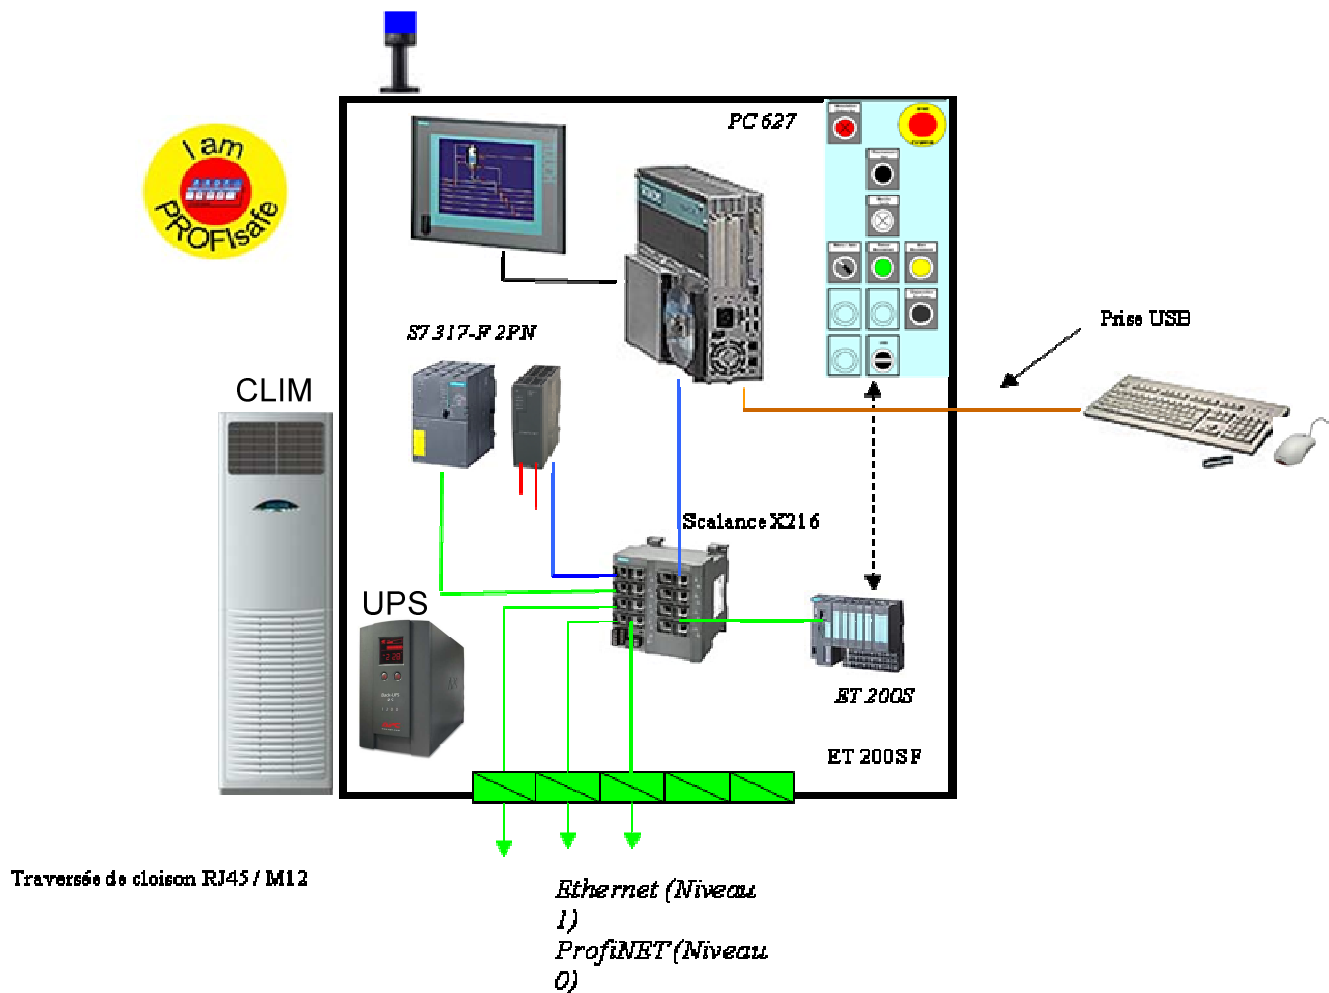 PC 627
I am
PROFIsafe
S7 317-F 2PN
Prise USB
CLIM
Scalance X216
UPS
ET 200S
ET 200S F
Traversée de cloison RJ45 / M12
Ethernet (Niveau
1)
ProfiNET (Niveau
0)